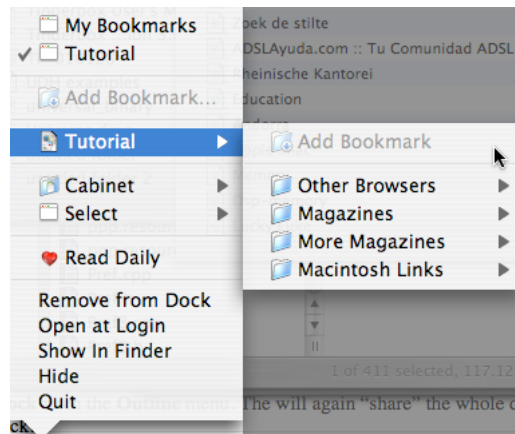 My Bookmarks
Tutorial
Add Bookmark...
Tutorial
Cabinet
Select
Read Daily
Remove from Dock
Open at Login
Show In Finder
Hide
Quit
Zoek de stilte
ADSLAyuda.com :: Tu Comunidad ADSL
Rheinische Kantorei
Education
Add Bookmark
Other Browsers
Magazines
More Magazines
Macintosh Links
1 of 411 selected, 117.12
the Outline menu. The will again “share” the whole
ck.